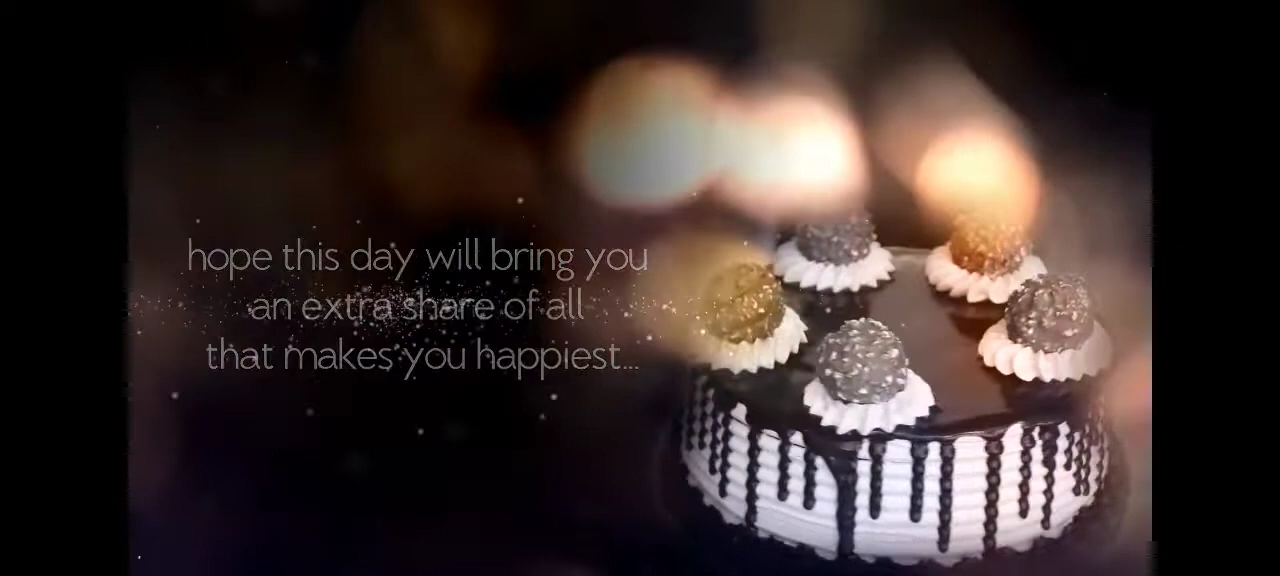 hope this day will bring you
an extra share of all
that makes you happiest...